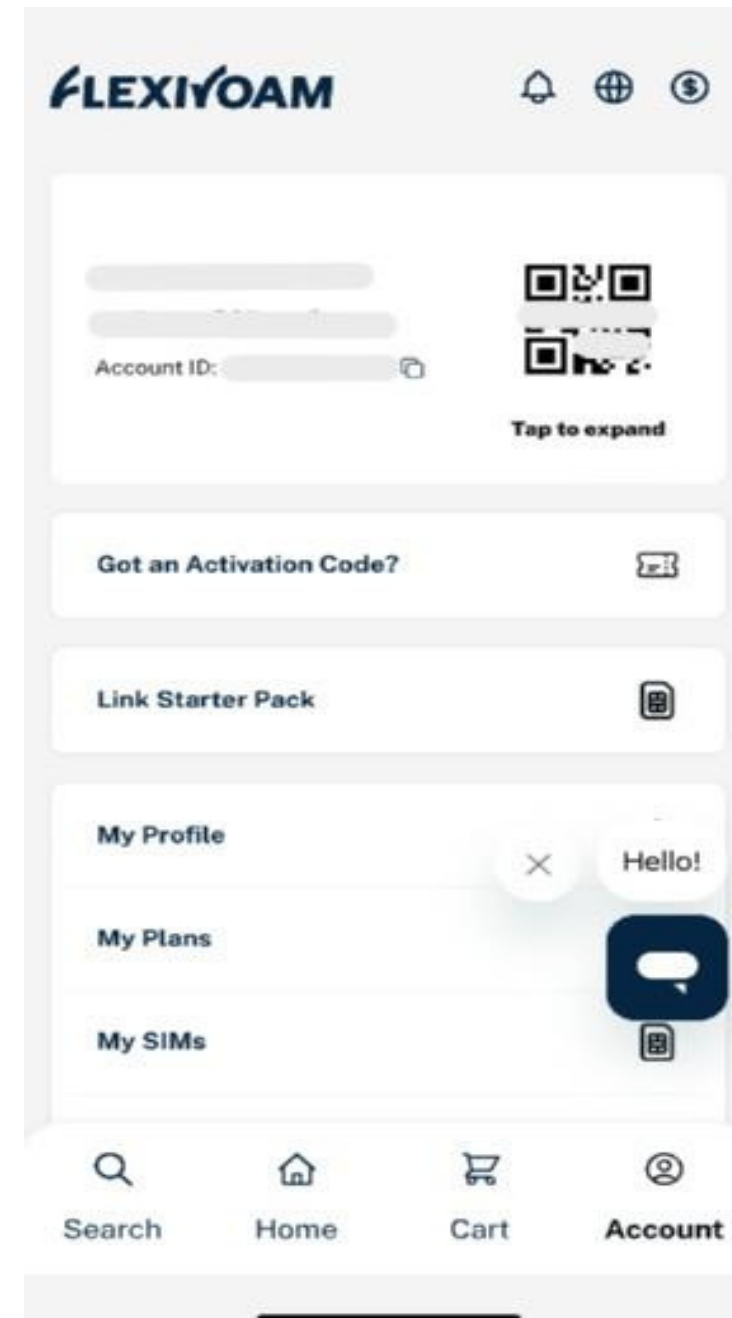 FLEXIROAM
Account ID:
Tap to expand
Got an Activation Code?
Link Starter Pack
My Profile
Hello!
My Plans
My SIMs
Search Home Cart Account